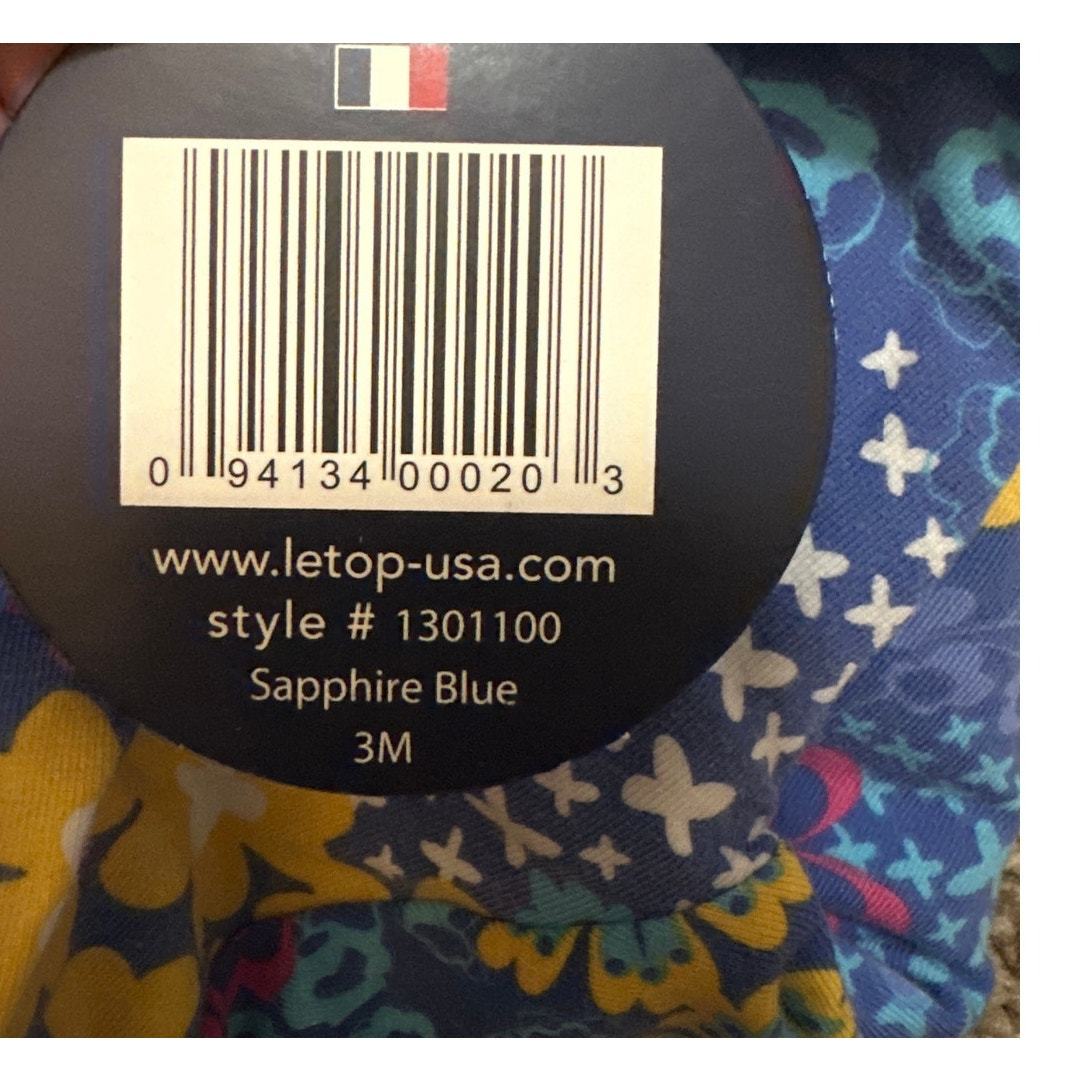 0 94134 00020 3
www.letop-usa.com
style # 1301100
Sapphire Blue
3M